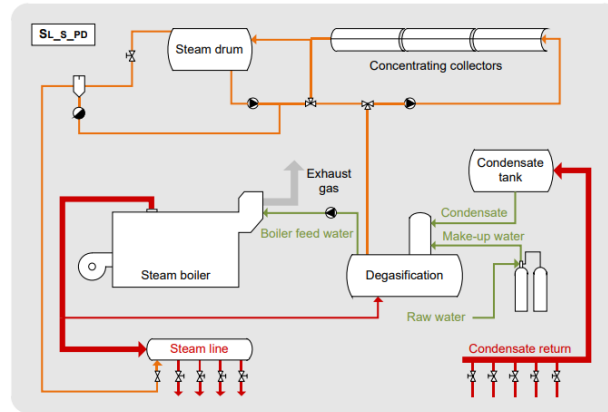 SL_S_PD
Steam drum
Concentrating collectors
Exhaust
gas
Condensate
tank
Condensate
Boiler feed water
Make-up water
Steam boiler
Degasification
Raw water
Steam line
Condensate return